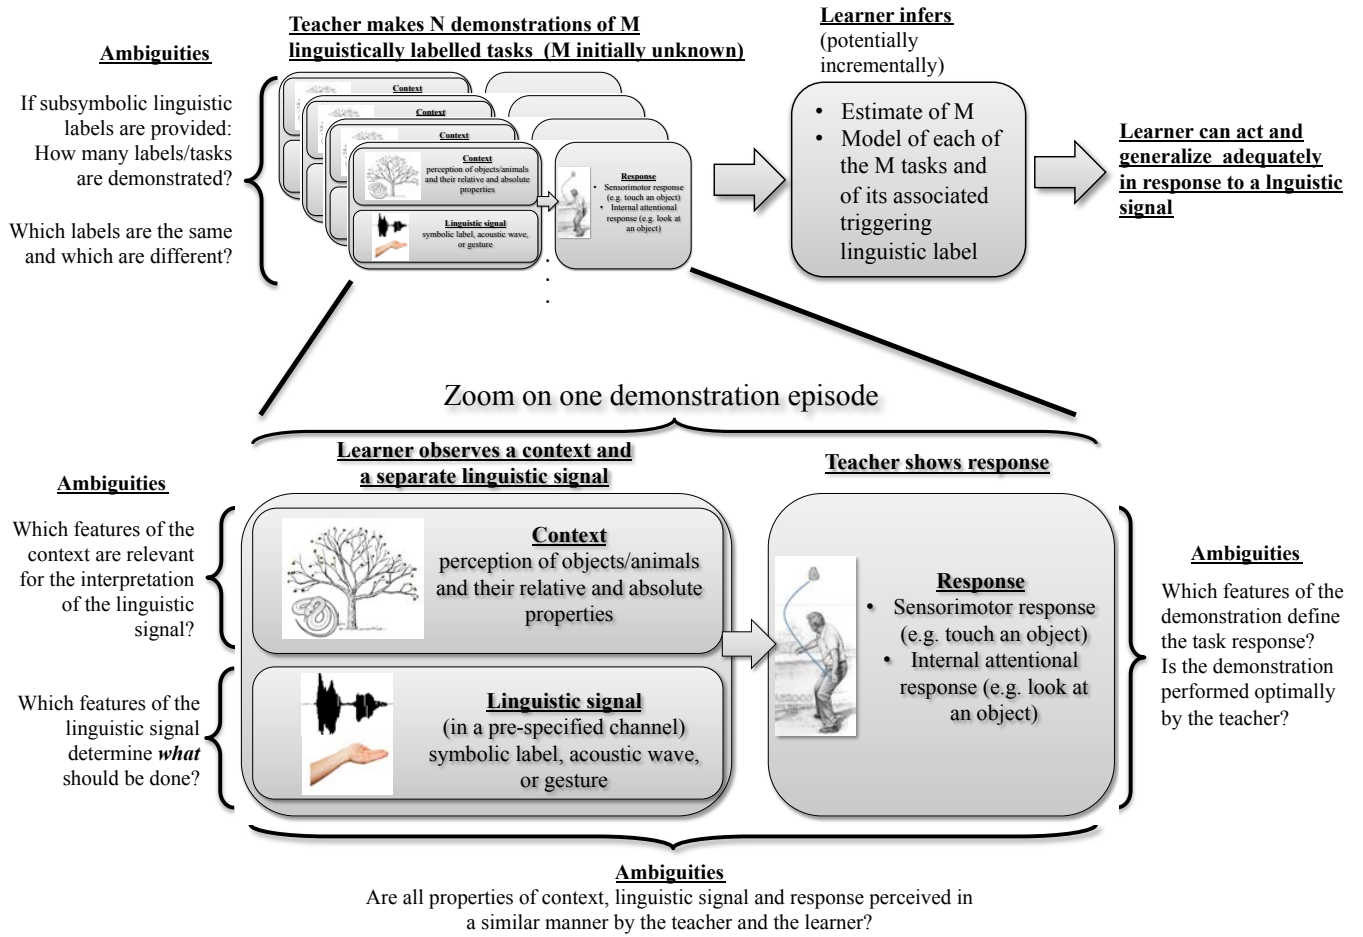 Teacher makes N demonstrations of M
linguistically labelled tasks  (M initially unknown)
Learner infers
(potentially
incrementally)
Ambiguities
If subsymbolic linguistic
labels are provided:
How many labels/tasks
are demonstrated?
Which labels are the same
and which are different?
Context
Context
Context
Context
perception of objects/animals
and their relative and absolute
properties
Linguistic signal
symbolic label, acoustic wave,
or gesture
Response
• Sensorimotor response
(e.g. touch an object)
• Internal attentional
response (e.g. look at
an object)
.
.
.
• Estimate of M
• Model of each of
the M tasks and
of its associated
triggering
linguistic label
Learner can act and
generalize  adequately
in response to a lnguistic
signal
Zoom on one demonstration episode
Learner observes a context and
a separate linguistic signal
Teacher shows response
Ambiguities
Which features of the
context are relevant
for the interpretation
of the linguistic
signal?
Which features of the
linguistic signal
determine what
should be done?
Context
perception of objects/animals
and their relative and absolute
properties
Linguistic signal
(in a pre-specified channel)
symbolic label, acoustic wave,
or gesture
Response
• Sensorimotor response
(e.g. touch an object)
• Internal attentional
response (e.g. look at
an object)
Ambiguities
Which features of the
demonstration define
the task response?
Is the demonstration
performed optimally
by the teacher?
Ambiguities
Are all properties of context, linguistic signal and response perceived in
a similar manner by the teacher and the learner?